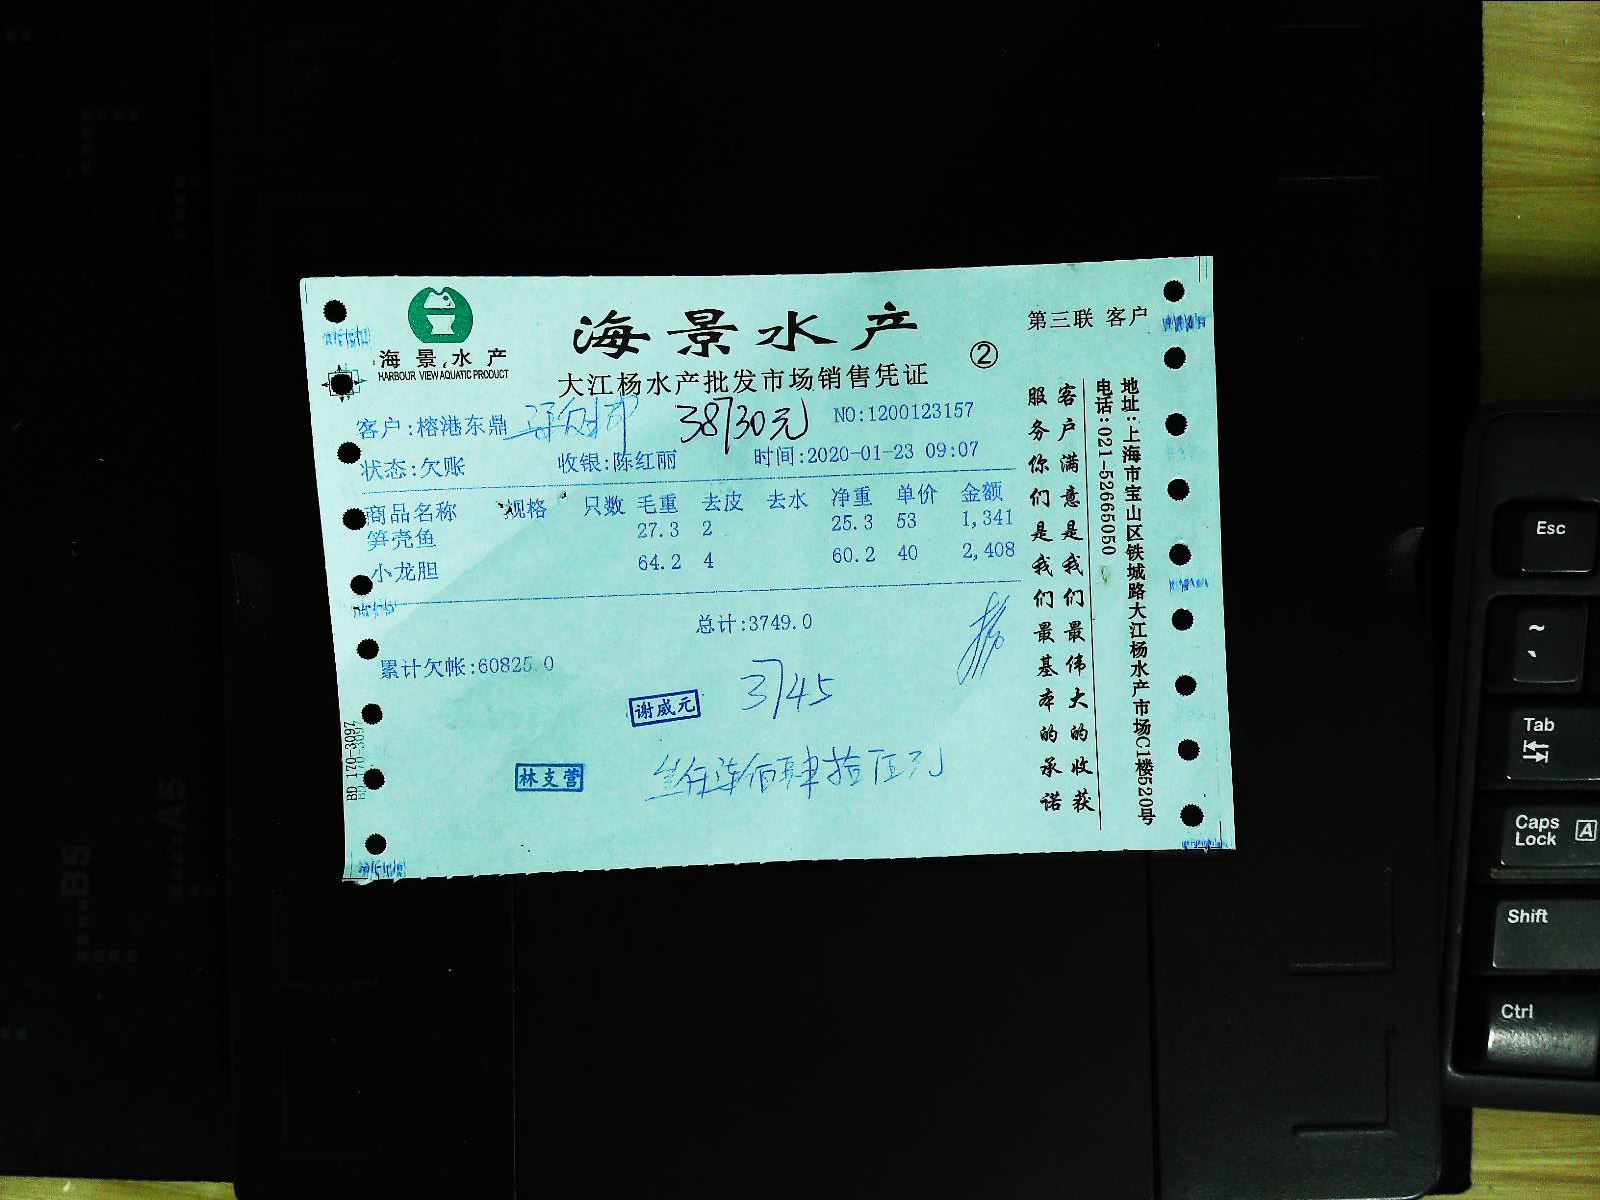 海景水产
HARBOUR VIEW AQUATIC PRODUCT
海景水产
大江杨水产批发市场销售凭证
②
第三联 客户
客户:榕港东鼎
38730元
NO:1200123157
状态:欠账 收银:陈红丽 时间:2020-01-23 09:07
商品名称 规格 只数 毛重 去皮 去水 净重 单价 金额
笋壳鱼 27.3 2 25.3 53 1,341
小龙胆 64.2 4 60.2 40 2,408
总计:3749.0
累计欠帐:60825.0
谢威元
3745
林支营
叁仟柒佰肆拾伍元
客户满意是我们最伟大的收获
服务你们是我们最基本的承诺
地址:上海市宝山区铁城路大江杨水产市场C1楼520号
电话:021-52665050
BD 170-3097
B5
A5
Esc
~
Tab
Caps Lock A
Shift
Ctrl